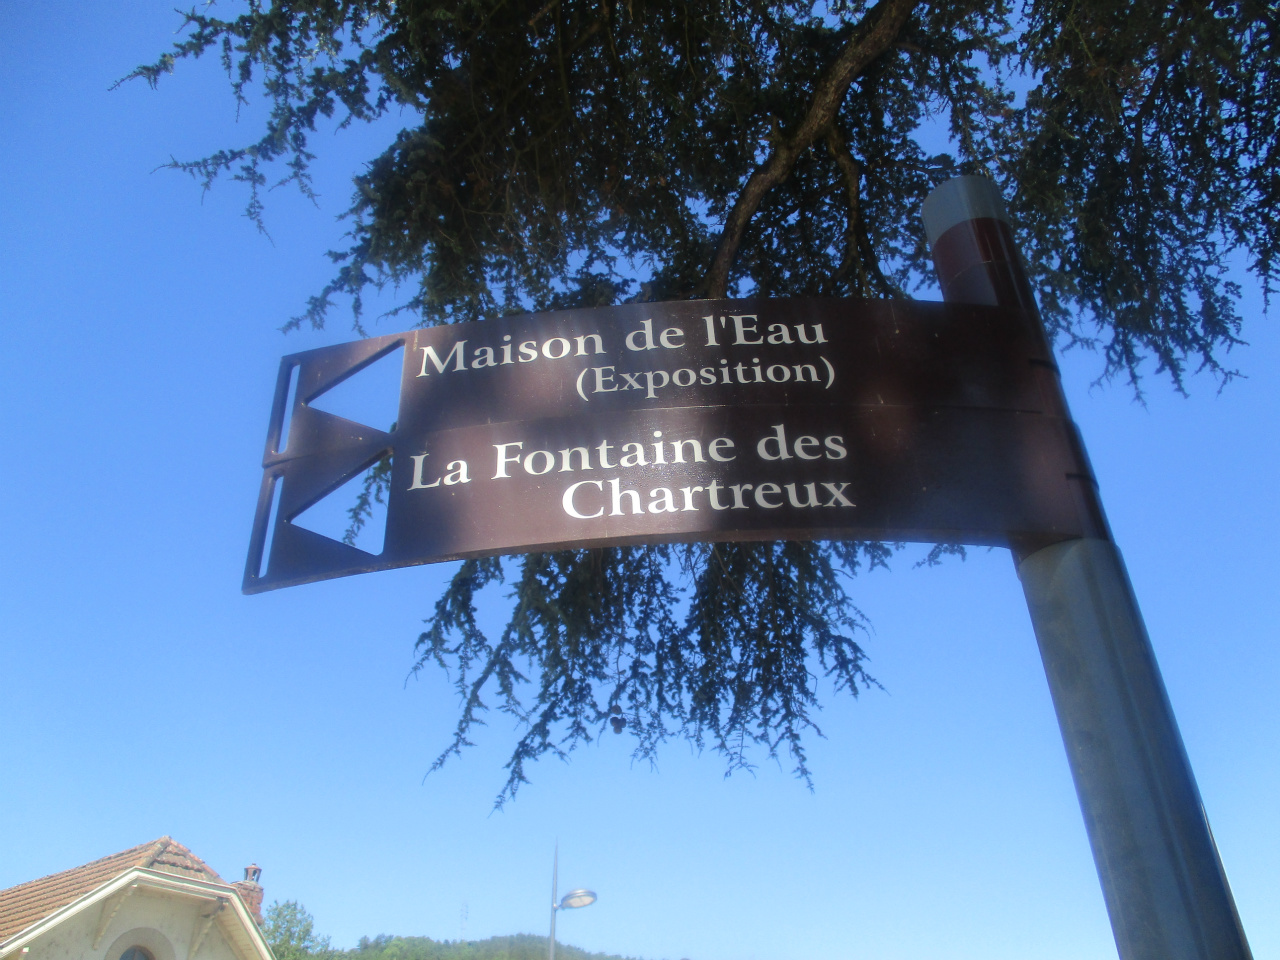 Maison de l'Eau
(Exposition)
La Fontaine des
Chartreux